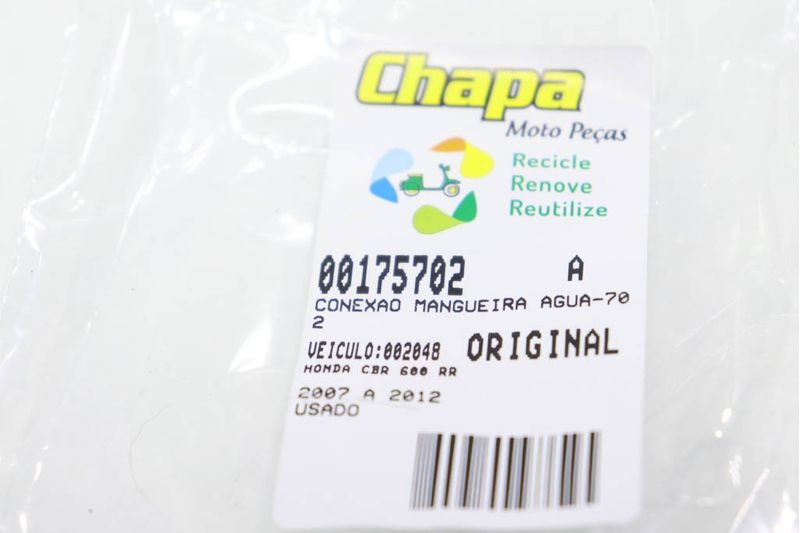 Chapa
Moto Peças
Recicle
Renove
Reutilize
00175702 A
CONEXAO MANGUEIRA AGUA-70
2
VEICULO:002048 ORIGINAL
HONDA CBR 600 RR
2007 A 2012
USADO